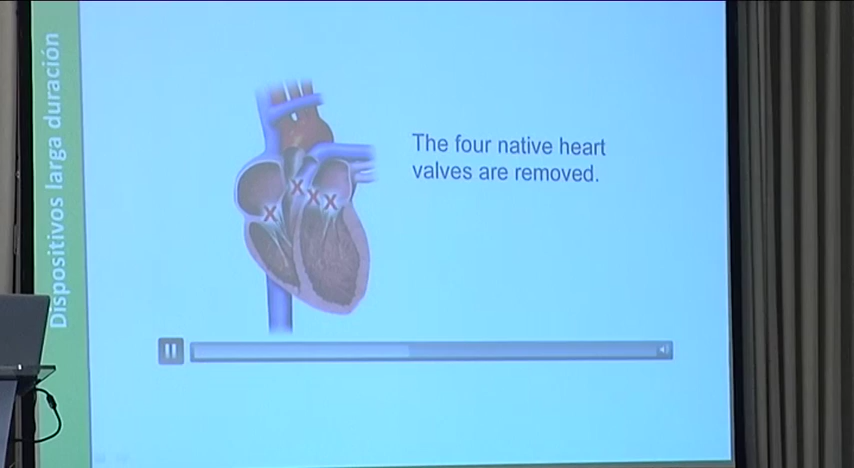 Dispositivos larga duración
The four native heart
valves are removed.
X
X
X
X